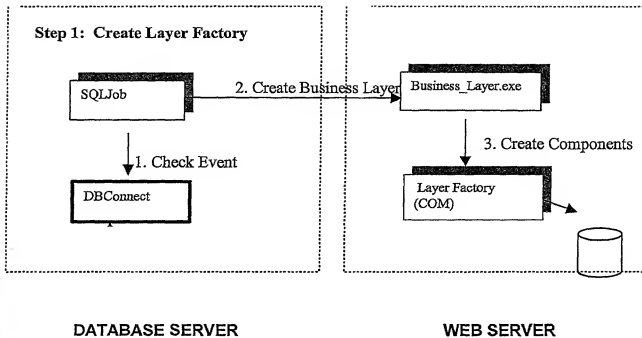 Step 1: Create Layer Factory
SQLJob
2. Create Business Layer
Business_Layer.exe
1. Check Event
3. Create Components
DBConnect
Layer Factory
(COM)
DATABASE SERVER
WEB SERVER